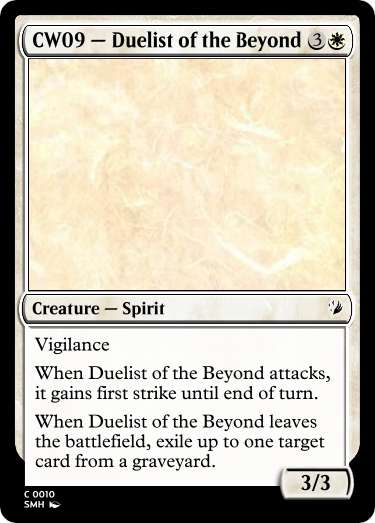 CW09 — Duelist of the Beyond 3
Creature — Spirit
Vigilance
When Duelist of the Beyond attacks,
it gains first strike until end of turn.
When Duelist of the Beyond leaves
the battlefield, exile up to one target
card from a graveyard.
3/3
C 0010
SMH